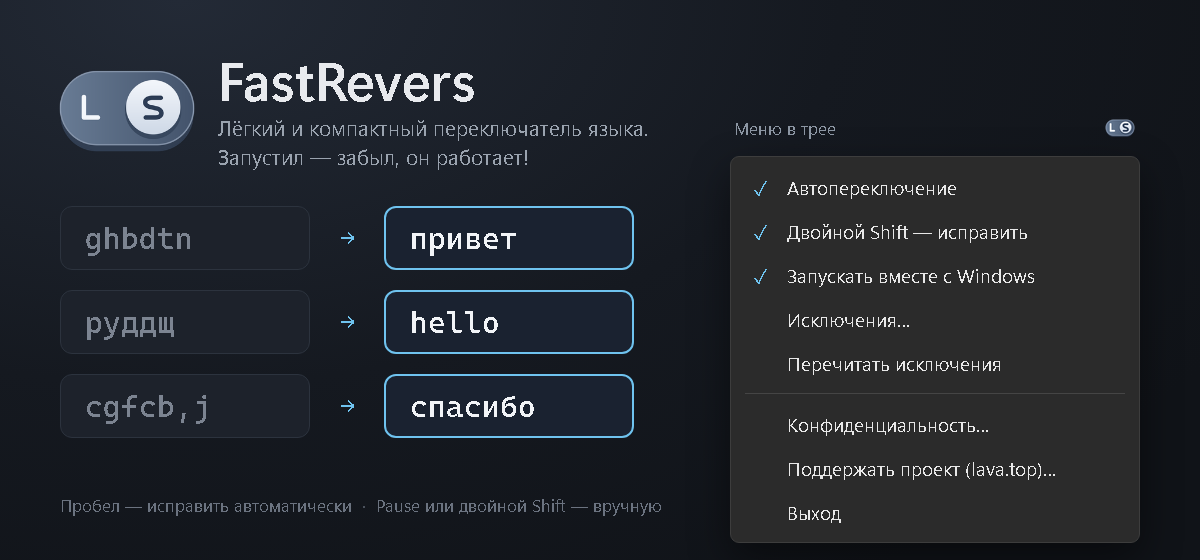 L S
FastRevers
Лёгкий и компактный переключатель языка.
Запустил — забыл, он работает!
ghbdtn → привет
руддщ → hello
cgfcb,j → спасибо
Пробел — исправить автоматически · Pause или двойной Shift — вручную
Меню в трее
L S
✓ Автопереключение
✓ Двойной Shift — исправить
✓ Запускать вместе с Windows
Исключения...
Перечитать исключения
Конфиденциальность...
Поддержать проект (lava.top)...
Выход